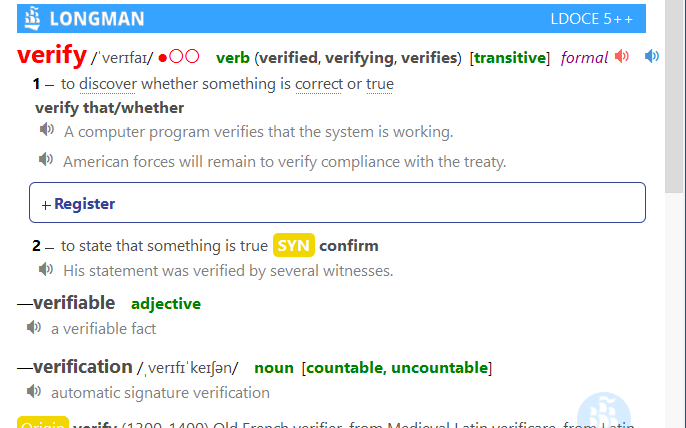 LONGMAN LDOCE 5++
verify /ˈverɪfaɪ/ ●○○ verb (verified, verifying, verifies) [transitive] formal
1 – to discover whether something is correct or true
verify that/whether
A computer program verifies that the system is working.
American forces will remain to verify compliance with the treaty.
+ Register
2 – to state that something is true SYN confirm
His statement was verified by several witnesses.
—verifiable adjective
a verifiable fact
—verification /ˌverɪfɪˈkeɪʃən/ noun [countable, uncountable]
automatic signature verification
Origin verify (1300-1400) Old French verifier, from Medieval Latin verificare, from Latin